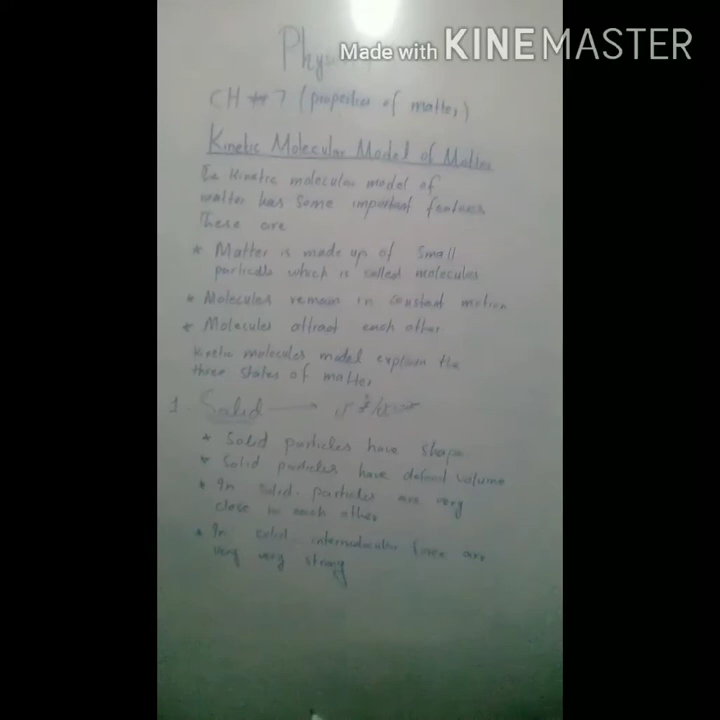 Physics
Made with KINEMASTER
CH # 7 (properties of matter)
Kinetic Molecular Model of Matter
The Kinetic molecular model of
matter has some important features
These are
* Matter is made up of Small
particles which is called molecules
* Molecules remain in constant motion
* Molecules attract each other
Kinetic molecules model explain the
three states of matter
1. Solid →
* Solid particles have shape
* Solid particles have defined volume
* In solid particles are very
close to each other
* In solid intermolecular force are
very very strong